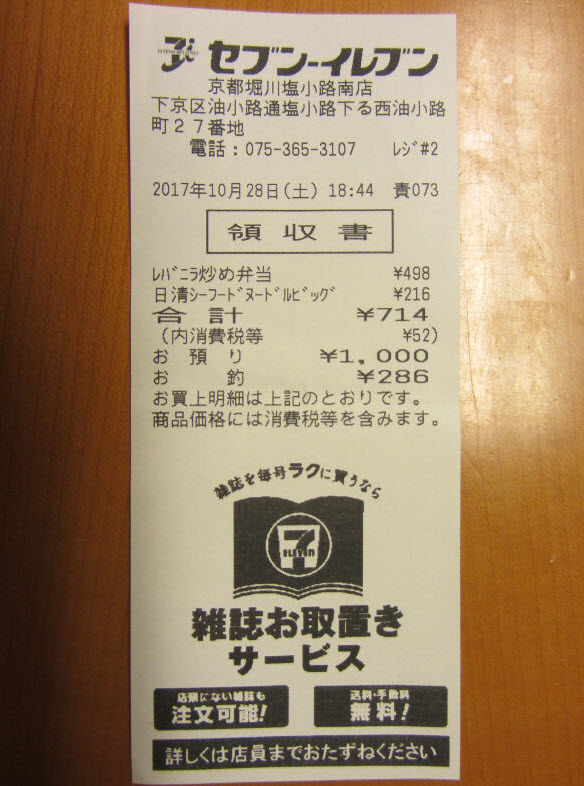 セブン-イレブン
京都堀川塩小路南店
下京区油小路通塩小路下る西油小路
町27番地
電話：075-365-3107 レジ#2
2017年10月28日(土) 18:44 責073
領収書
ﾚﾊﾞﾆﾗ炒め弁当 ¥498
日清ｼｰﾌｰﾄﾞﾇｰﾄﾞﾙﾋﾞｯｸﾞ ¥216
合計 ¥714
(内消費税等 ¥52)
お預り ¥1,000
お釣 ¥286
お買上明細は上記のとおりです。
商品価格には消費税等を含みます。
雑誌を毎号ラクに買うなら
7
ELEVEn
雑誌お取置き
サービス
店頭にない雑誌も
注文可能!
送料・手数料
無料!
詳しくは店員までおたずねください